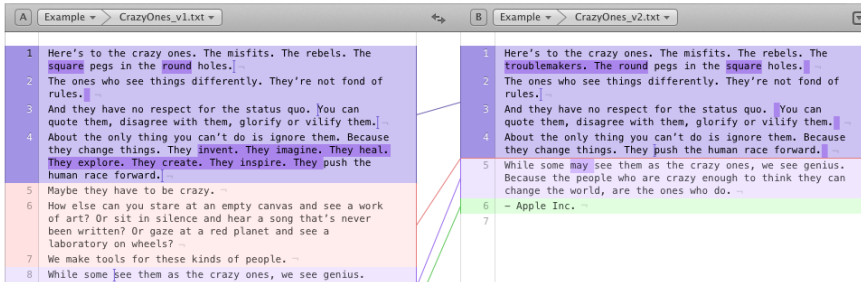 A Example CrazyOnes_v1.txt
B Example CrazyOnes_v2.txt
1 Here's to the crazy ones. The misfits. The rebels. The
square pegs in the round holes.
2 The ones who see things differently. They're not fond of
rules.
3 And they have no respect for the status quo. You can
quote them, disagree with them, glorify or vilify them.
4 About the only thing you can't do is ignore them. Because
they change things. They invent. They imagine. They heal.
They explore. They create. They inspire. They push the
human race forward.
5 Maybe they have to be crazy.
6 How else can you stare at an empty canvas and see a work
of art? Or sit in silence and hear a song that's never
been written? Or gaze at a red planet and see a
laboratory on wheels?
7 We make tools for these kinds of people.
8 While some see them as the crazy ones, we see genius.
1 Here's to the crazy ones. The misfits. The rebels. The
troublemakers. The round pegs in the square holes.
2 The ones who see things differently. They're not fond of
rules.
3 And they have no respect for the status quo. You can
quote them, disagree with them, glorify or vilify them.
4 About the only thing you can't do is ignore them. Because
they change things. They push the human race forward.
5 While some may see them as the crazy ones, we see genius.
Because the people who are crazy enough to think they can
change the world, are the ones who do.
6 – Apple Inc.
7